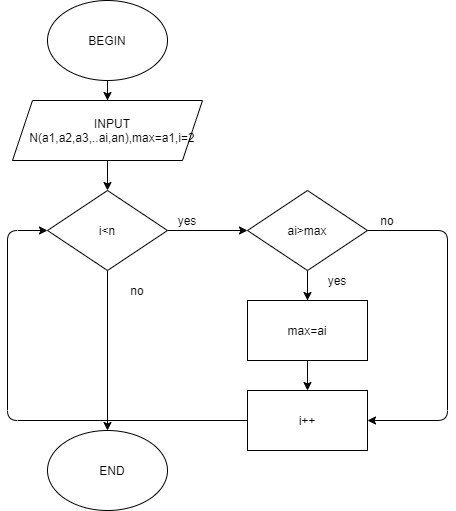 BEGIN
INPUT
N(a1,a2,a3,..ai,an),max=a1,i=2
i<n
yes
ai>max
no
no
yes
max=ai
i++
END